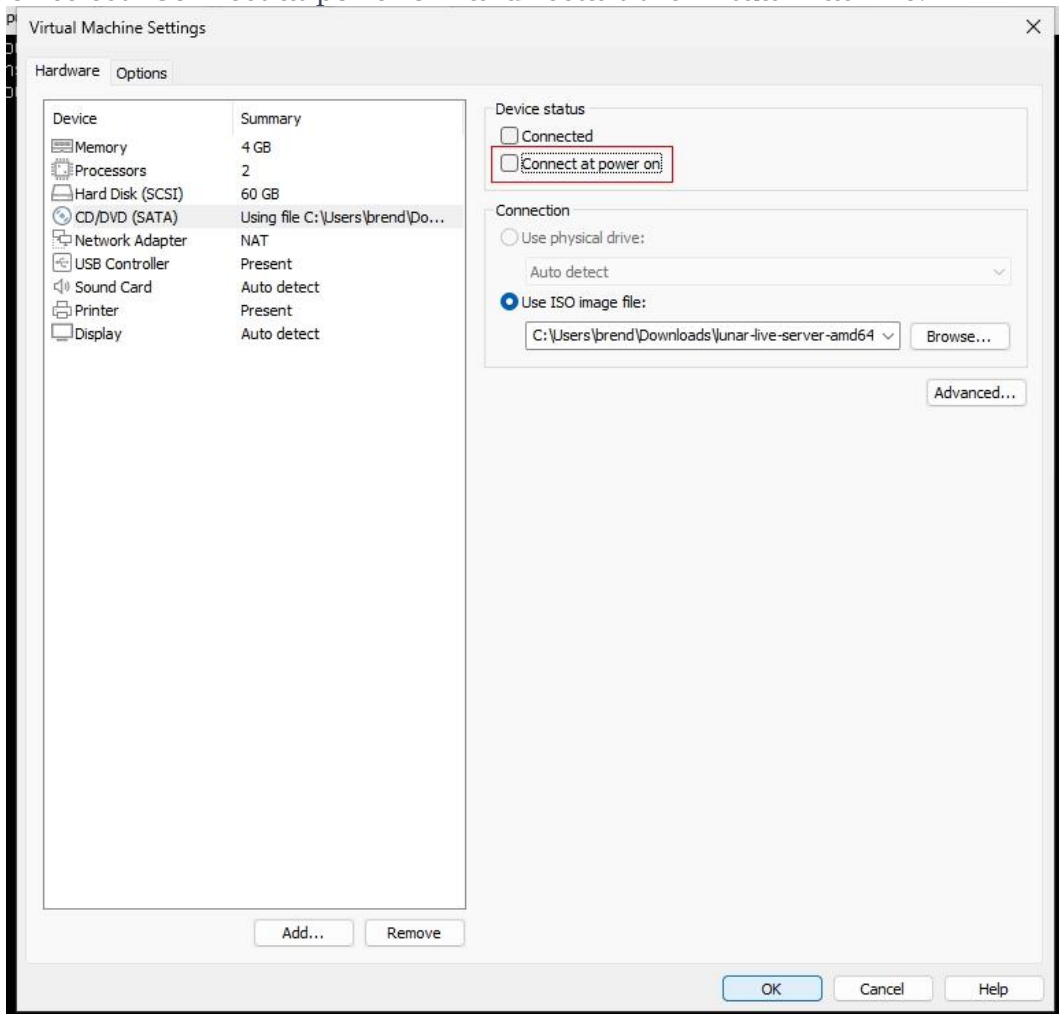 Virtual Machine Settings
Hardware Options
Device Summary
Memory 4 GB
Processors 2
Hard Disk (SCSI) 60 GB
CD/DVD (SATA) Using file C:\Users\brend\Do...
Network Adapter NAT
USB Controller Present
Sound Card Auto detect
Printer Present
Display Auto detect
Add... Remove
Device status
Connected
Connect at power on
Connection
Use physical drive:
Auto detect
Use ISO image file:
C:\Users\brend\Downloads\lunar-live-server-amd64 Browse...
Advanced...
OK Cancel Help